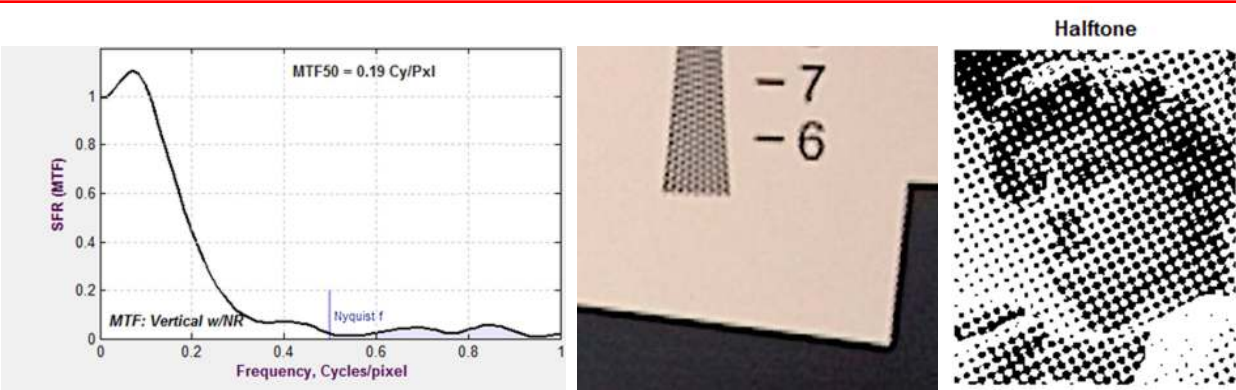 Halftone
MTF50 = 0.19 Cy/Pxl
1
0.8
0.6
0.4
0.2
0
SFR (MTF)
MTF: Vertical w/NR
Nyquist f
0 0.2 0.4 0.6 0.8 1
Frequency, Cycles/pixel
-7
-6